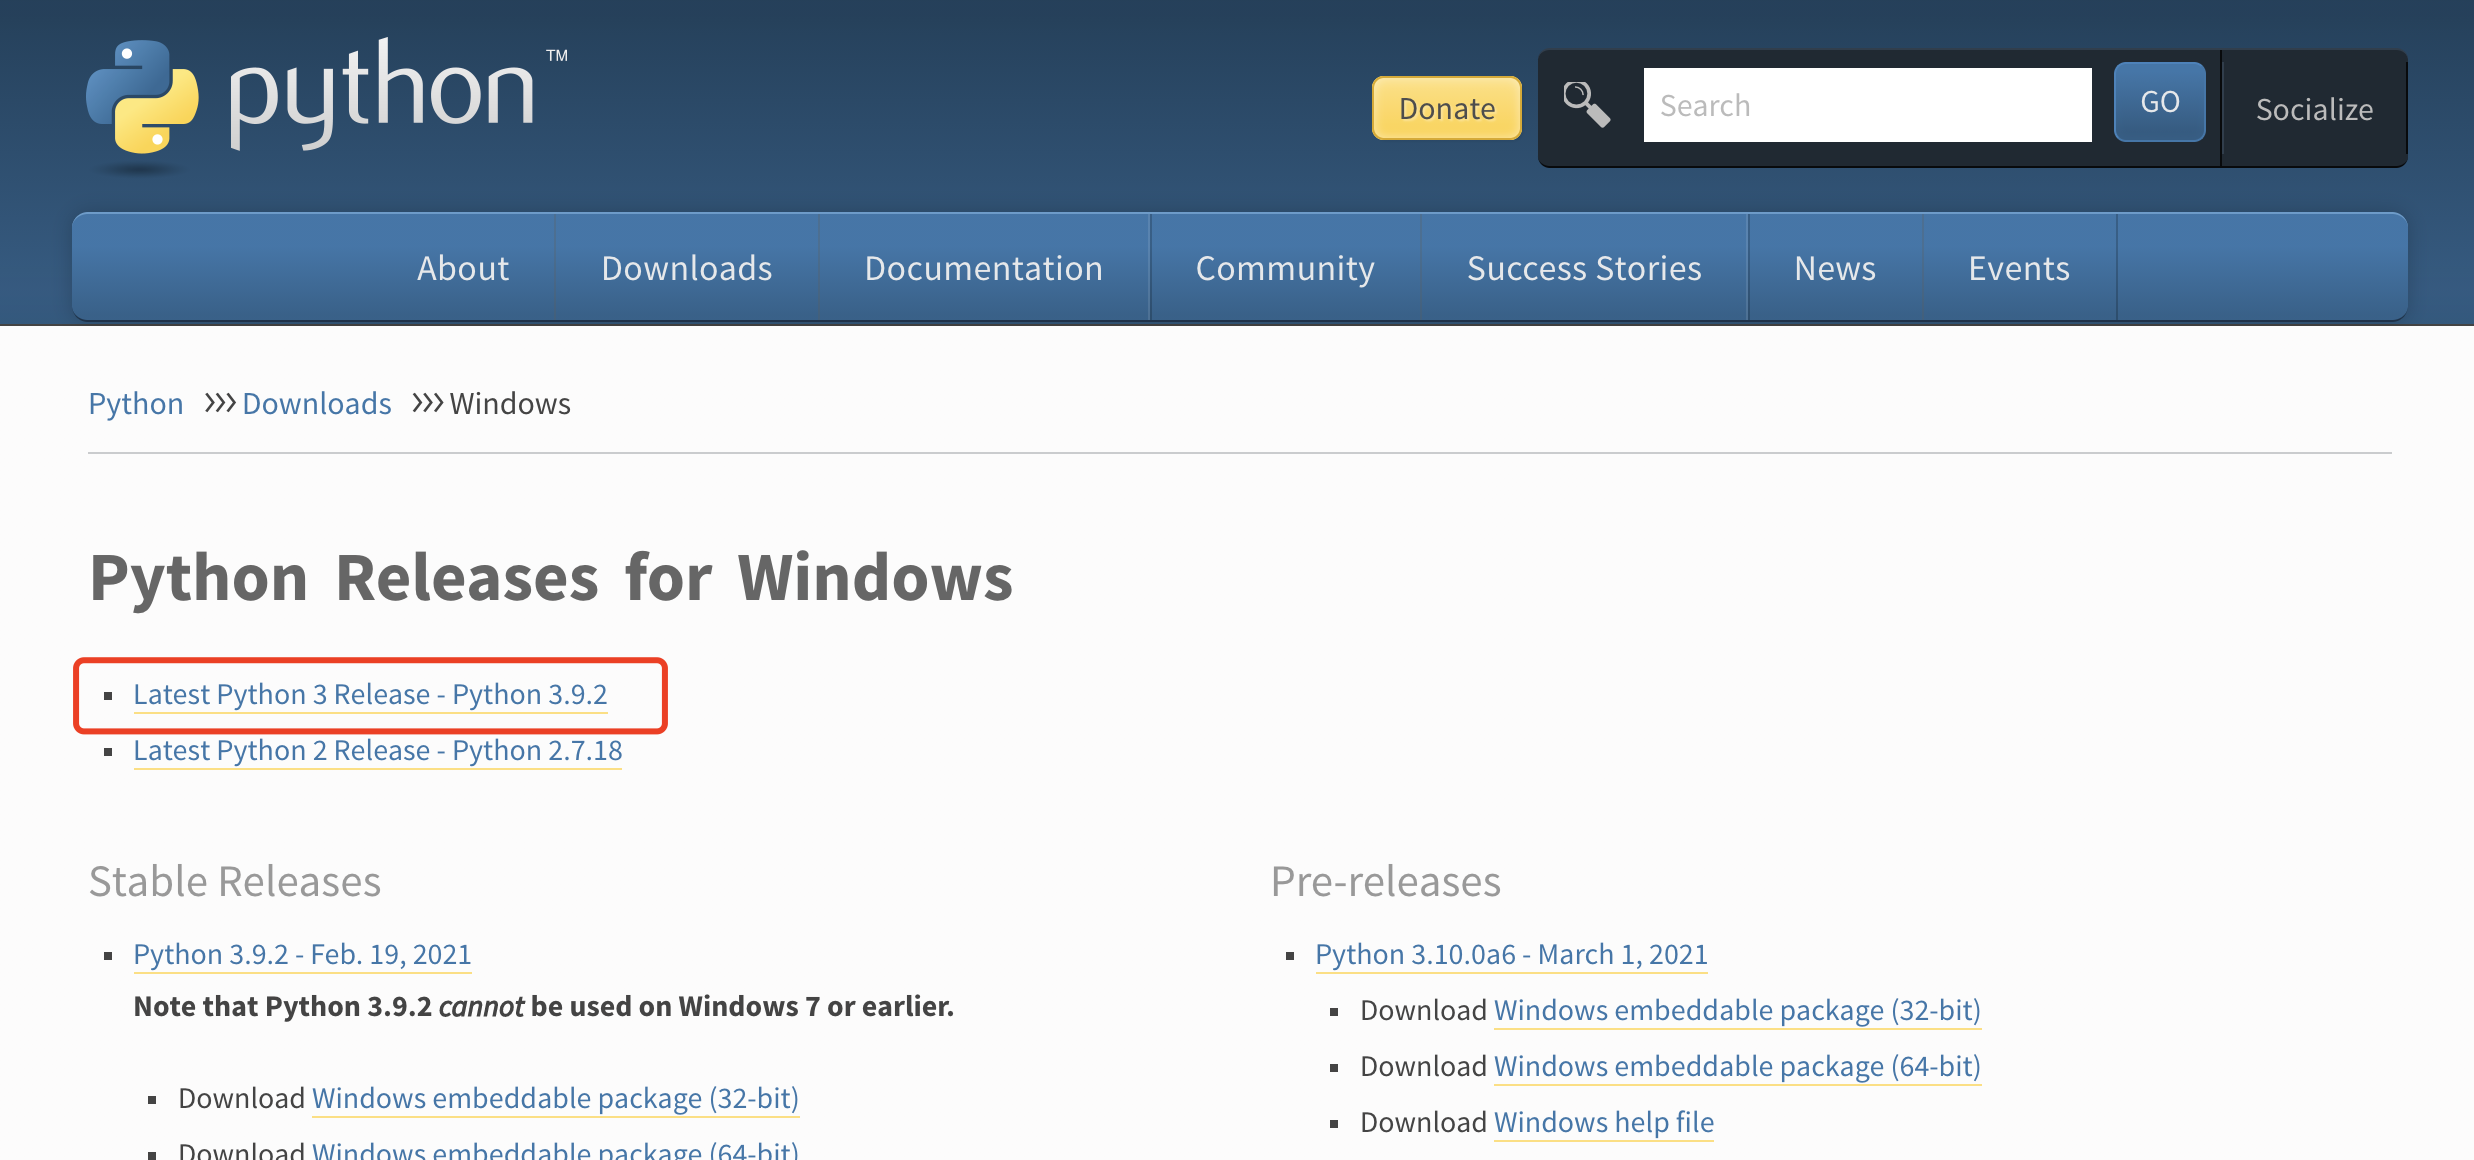 python™
Donate
Search
GO
Socialize
About
Downloads
Documentation
Community
Success Stories
News
Events
Python >>> Downloads >>> Windows
Python Releases for Windows
Latest Python 3 Release - Python 3.9.2
Latest Python 2 Release - Python 2.7.18
Stable Releases
Python 3.9.2 - Feb. 19, 2021
Note that Python 3.9.2 cannot be used on Windows 7 or earlier.
Download Windows embeddable package (32-bit)
Download Windows embeddable package (64-bit)
Pre-releases
Python 3.10.0a6 - March 1, 2021
Download Windows embeddable package (32-bit)
Download Windows embeddable package (64-bit)
Download Windows help file